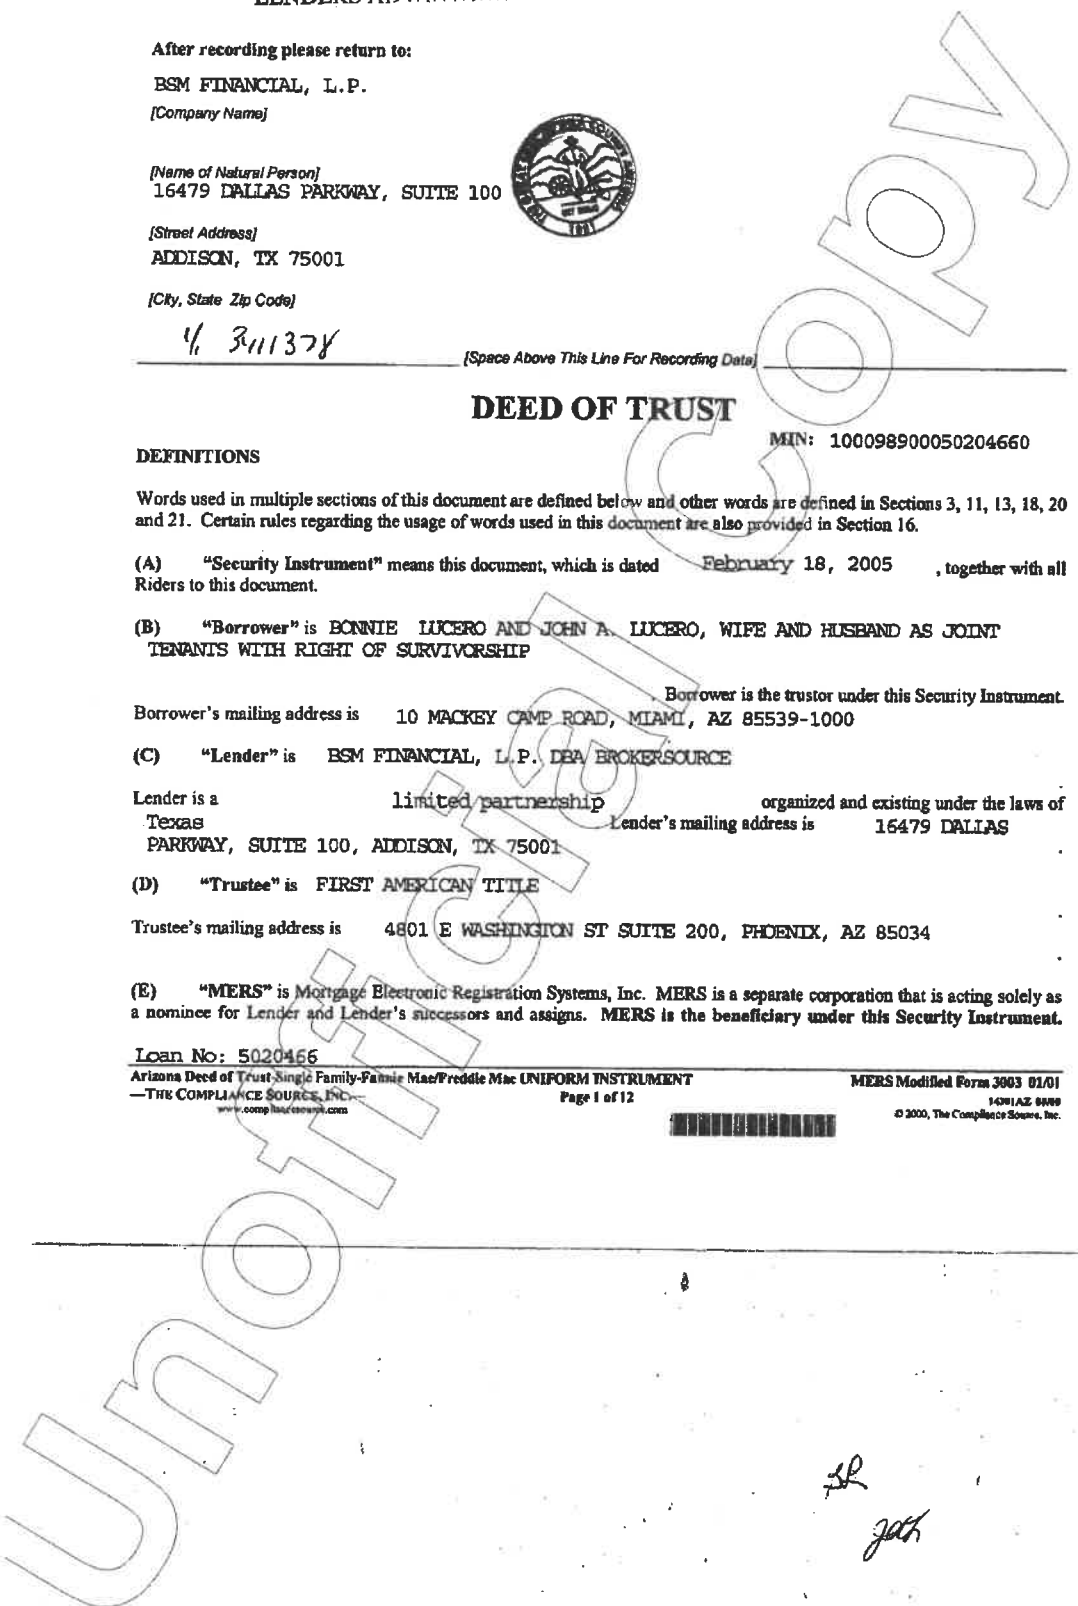 After recording please return to:
BSM FINANCIAL, L.P.
[Company Name]
[Name of Natural Person]
16479 DALLAS PARKWAY, SUITE 100
[Street Address]
ADDISON, TX 75001
[City, State Zip Code]
[Space Above This Line For Recording Data]
DEED OF TRUST
MIN: 100098900050204660
DEFINITIONS
Words used in multiple sections of this document are defined below and other words are defined in Sections 3, 11, 13, 18, 20
and 21. Certain rules regarding the usage of words used in this document are also provided in Section 16.
(A) "Security Instrument" means this document, which is dated February 18, 2005 , together with all
Riders to this document.
(B) "Borrower" is BONNIE LUCERO AND JOHN A. LUCERO, WIFE AND HUSBAND AS JOINT
TENANTS WITH RIGHT OF SURVIVORSHIP
. Borrower is the trustor under this Security Instrument.
Borrower's mailing address is 10 MACKEY CAMP ROAD, MIAMI, AZ 85539-1000
(C) "Lender" is BSM FINANCIAL, L.P. DBA BROKERSOURCE
.
Lender is a limited partnership organized and existing under the laws of
Texas . Lender's mailing address is 16479 DALLAS
PARKWAY, SUITE 100, ADDISON, TX 75001 .
(D) "Trustee" is FIRST AMERICAN TITLE
.
Trustee's mailing address is 4801 E WASHINGTON ST SUITE 200, PHOENIX, AZ 85034
.
(E) "MERS" is Mortgage Electronic Registration Systems, Inc. MERS is a separate corporation that is acting solely as
a nominee for Lender and Lender's successors and assigns. MERS is the beneficiary under this Security Instrument.
Loan No: 5020466
Arizona Deed of Trust-Single Family-Fannie Mae/Freddie Mac UNIFORM INSTRUMENT MERS Modified Form 3003 01/01
—THE COMPLIANCE SOURCE, INC.— Page 1 of 12
www.compliancesource.com © 2000, The Compliance Source, Inc.
Unofficial Copy